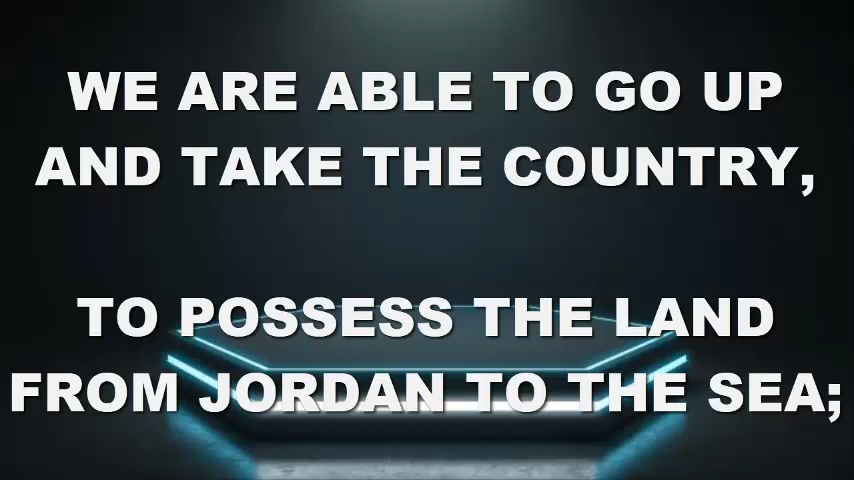 WE ARE ABLE TO GO UP
AND TAKE THE COUNTRY,
TO POSSESS THE LAND
FROM JORDAN TO THE SEA;